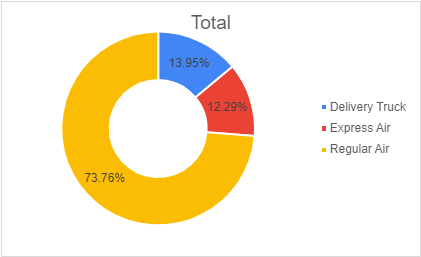 Total
13.95%
12.29%
73.76%
Delivery Truck
Express Air
Regular Air